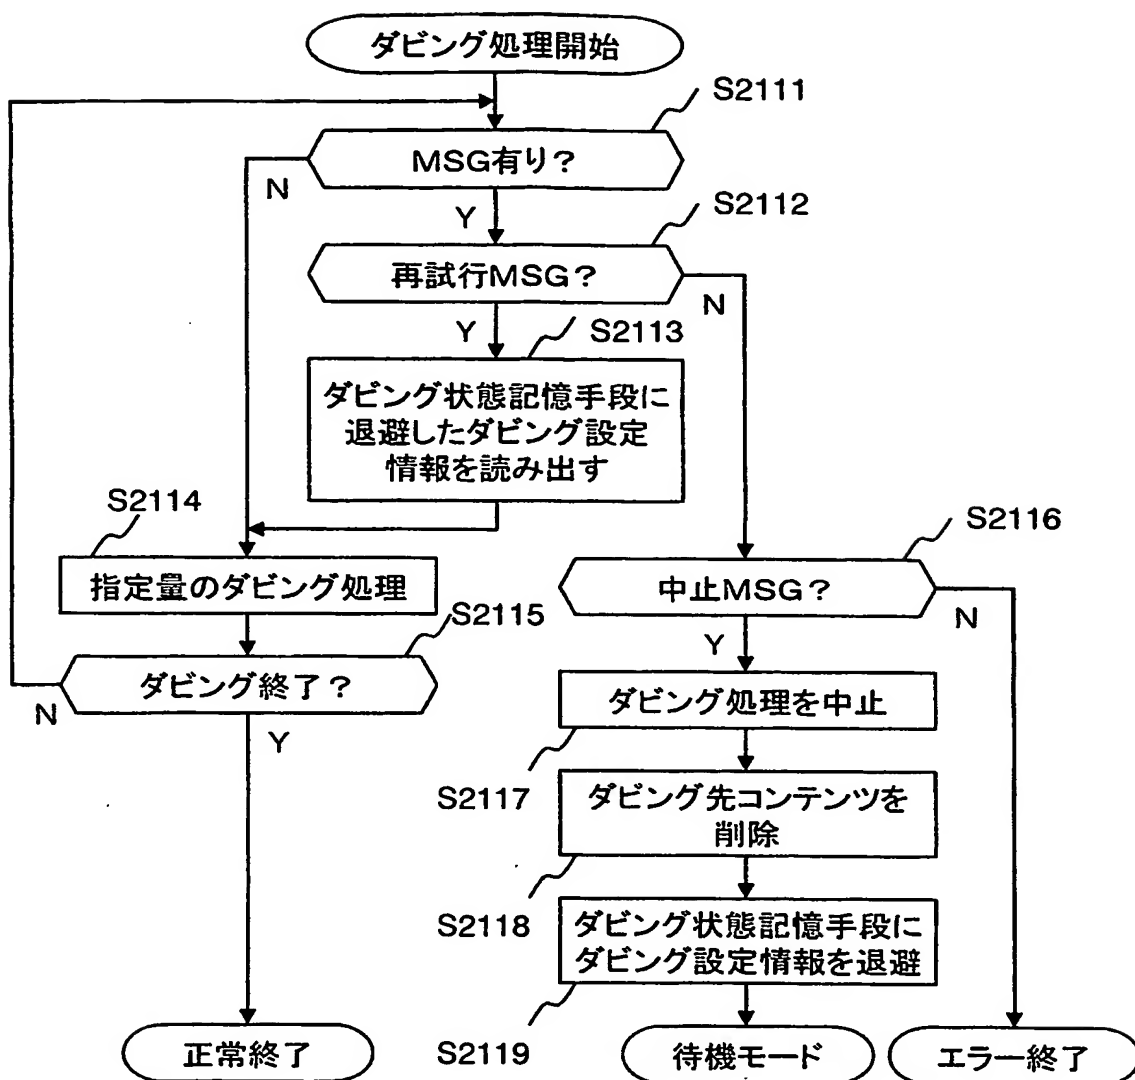 ダビング処理開始
S2111
MSG有り?
N
Y
S2112
再試行MSG?
N
Y
S2113
ダビング状態記憶手段に
退避したダビング設定
情報を読み出す
S2114
指定量のダビング処理
S2116
中止MSG?
N
Y
S2115
ダビング終了?
N
Y
ダビング処理を中止
S2117
ダビング先コンテンツを
削除
S2118
ダビング状態記憶手段に
ダビング設定情報を退避
S2119
正常終了
待機モード
エラー終了